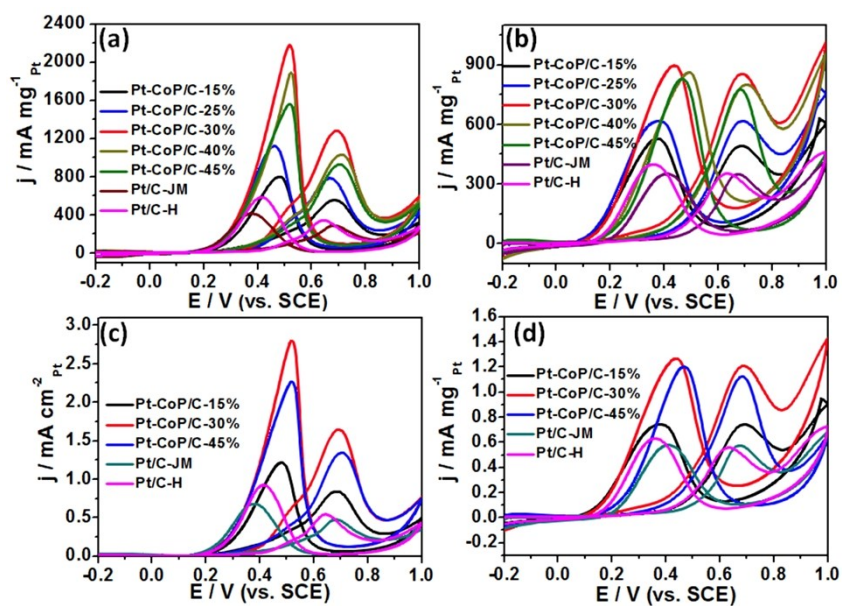 (a)
2400
2000
1600
1200
800
400
0
j / mA mg⁻¹ Pt
Pt-CoP/C-15%
Pt-CoP/C-25%
Pt-CoP/C-30%
Pt-CoP/C-40%
Pt-CoP/C-45%
Pt/C-JM
Pt/C-H
-0.2 0.0 0.2 0.4 0.6 0.8 1.0
E / V (vs. SCE)
(b)
900
600
300
0
j / mA mg⁻¹ Pt
Pt-CoP/C-15%
Pt-CoP/C-25%
Pt-CoP/C-30%
Pt-CoP/C-40%
Pt-CoP/C-45%
Pt/C-JM
Pt/C-H
-0.2 0.0 0.2 0.4 0.6 0.8 1.0
E / V (vs. SCE)
(c)
3.0
2.5
2.0
1.5
1.0
0.5
0.0
j / mA cm⁻² Pt
Pt-CoP/C-15%
Pt-CoP/C-30%
Pt-CoP/C-45%
Pt/C-JM
Pt/C-H
-0.2 0.0 0.2 0.4 0.6 0.8 1.0
E / V (vs. SCE)
(d)
1.6
1.4
1.2
1.0
0.8
0.6
0.4
0.2
0.0
j / mA mg⁻¹ Pt
Pt-CoP/C-15%
Pt-CoP/C-30%
Pt-CoP/C-45%
Pt/C-JM
Pt/C-H
-0.2 0.0 0.2 0.4 0.6 0.8 1.0
E / V (vs. SCE)